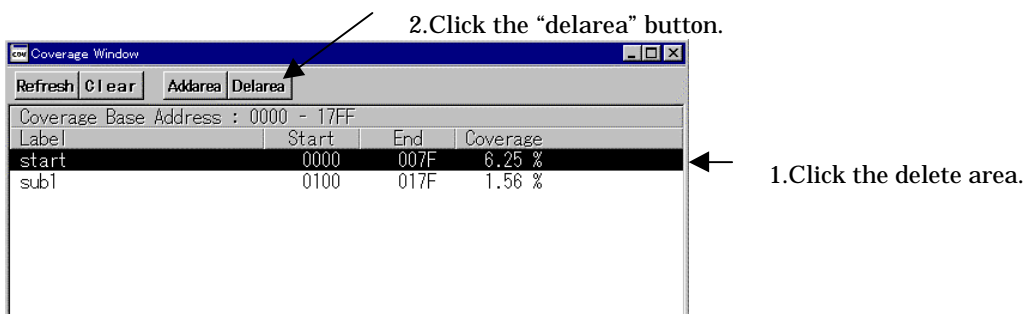 2.Click the “delarea” button.
COV Coverage Window
Refresh Clear Addarea Delarea
Coverage Base Address : 0000 - 17FF
Label Start End Coverage
start 0000 007F 6.25 %
1.Click the delete area.
sub1 0100 017F 1.56 %